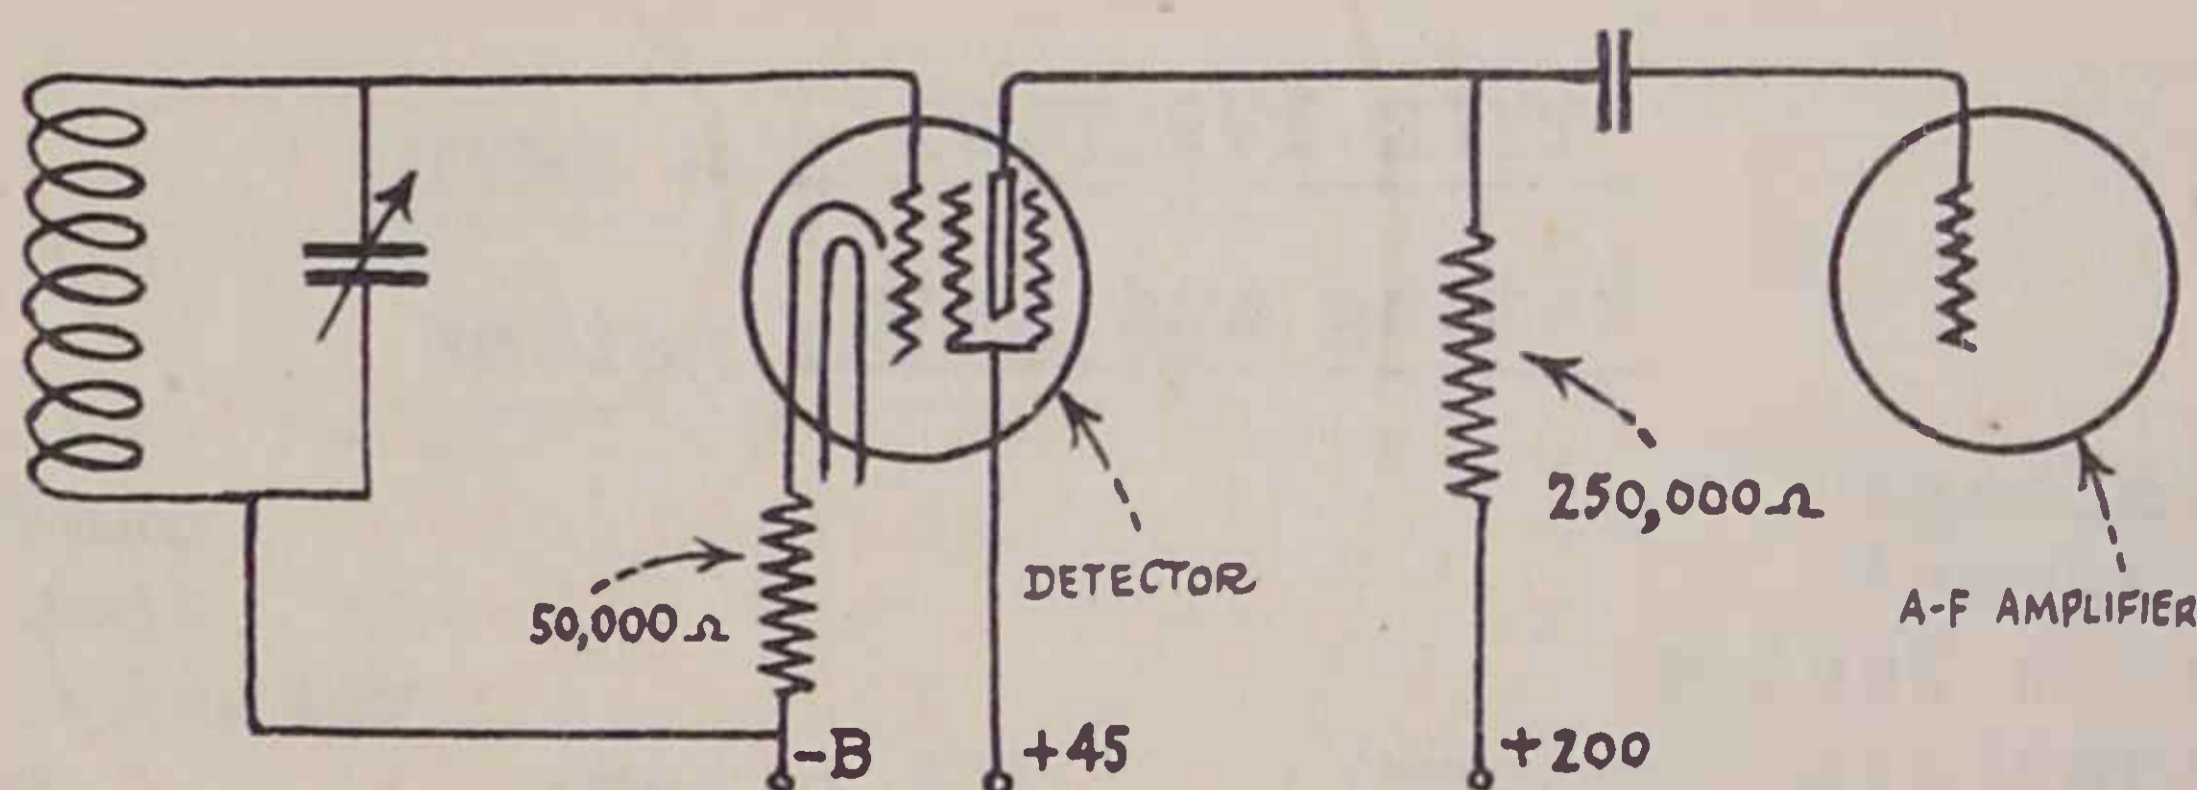 250,000Ω
DETECTOR
50,000Ω
A-F AMPLIFIER
-B
+45
+200